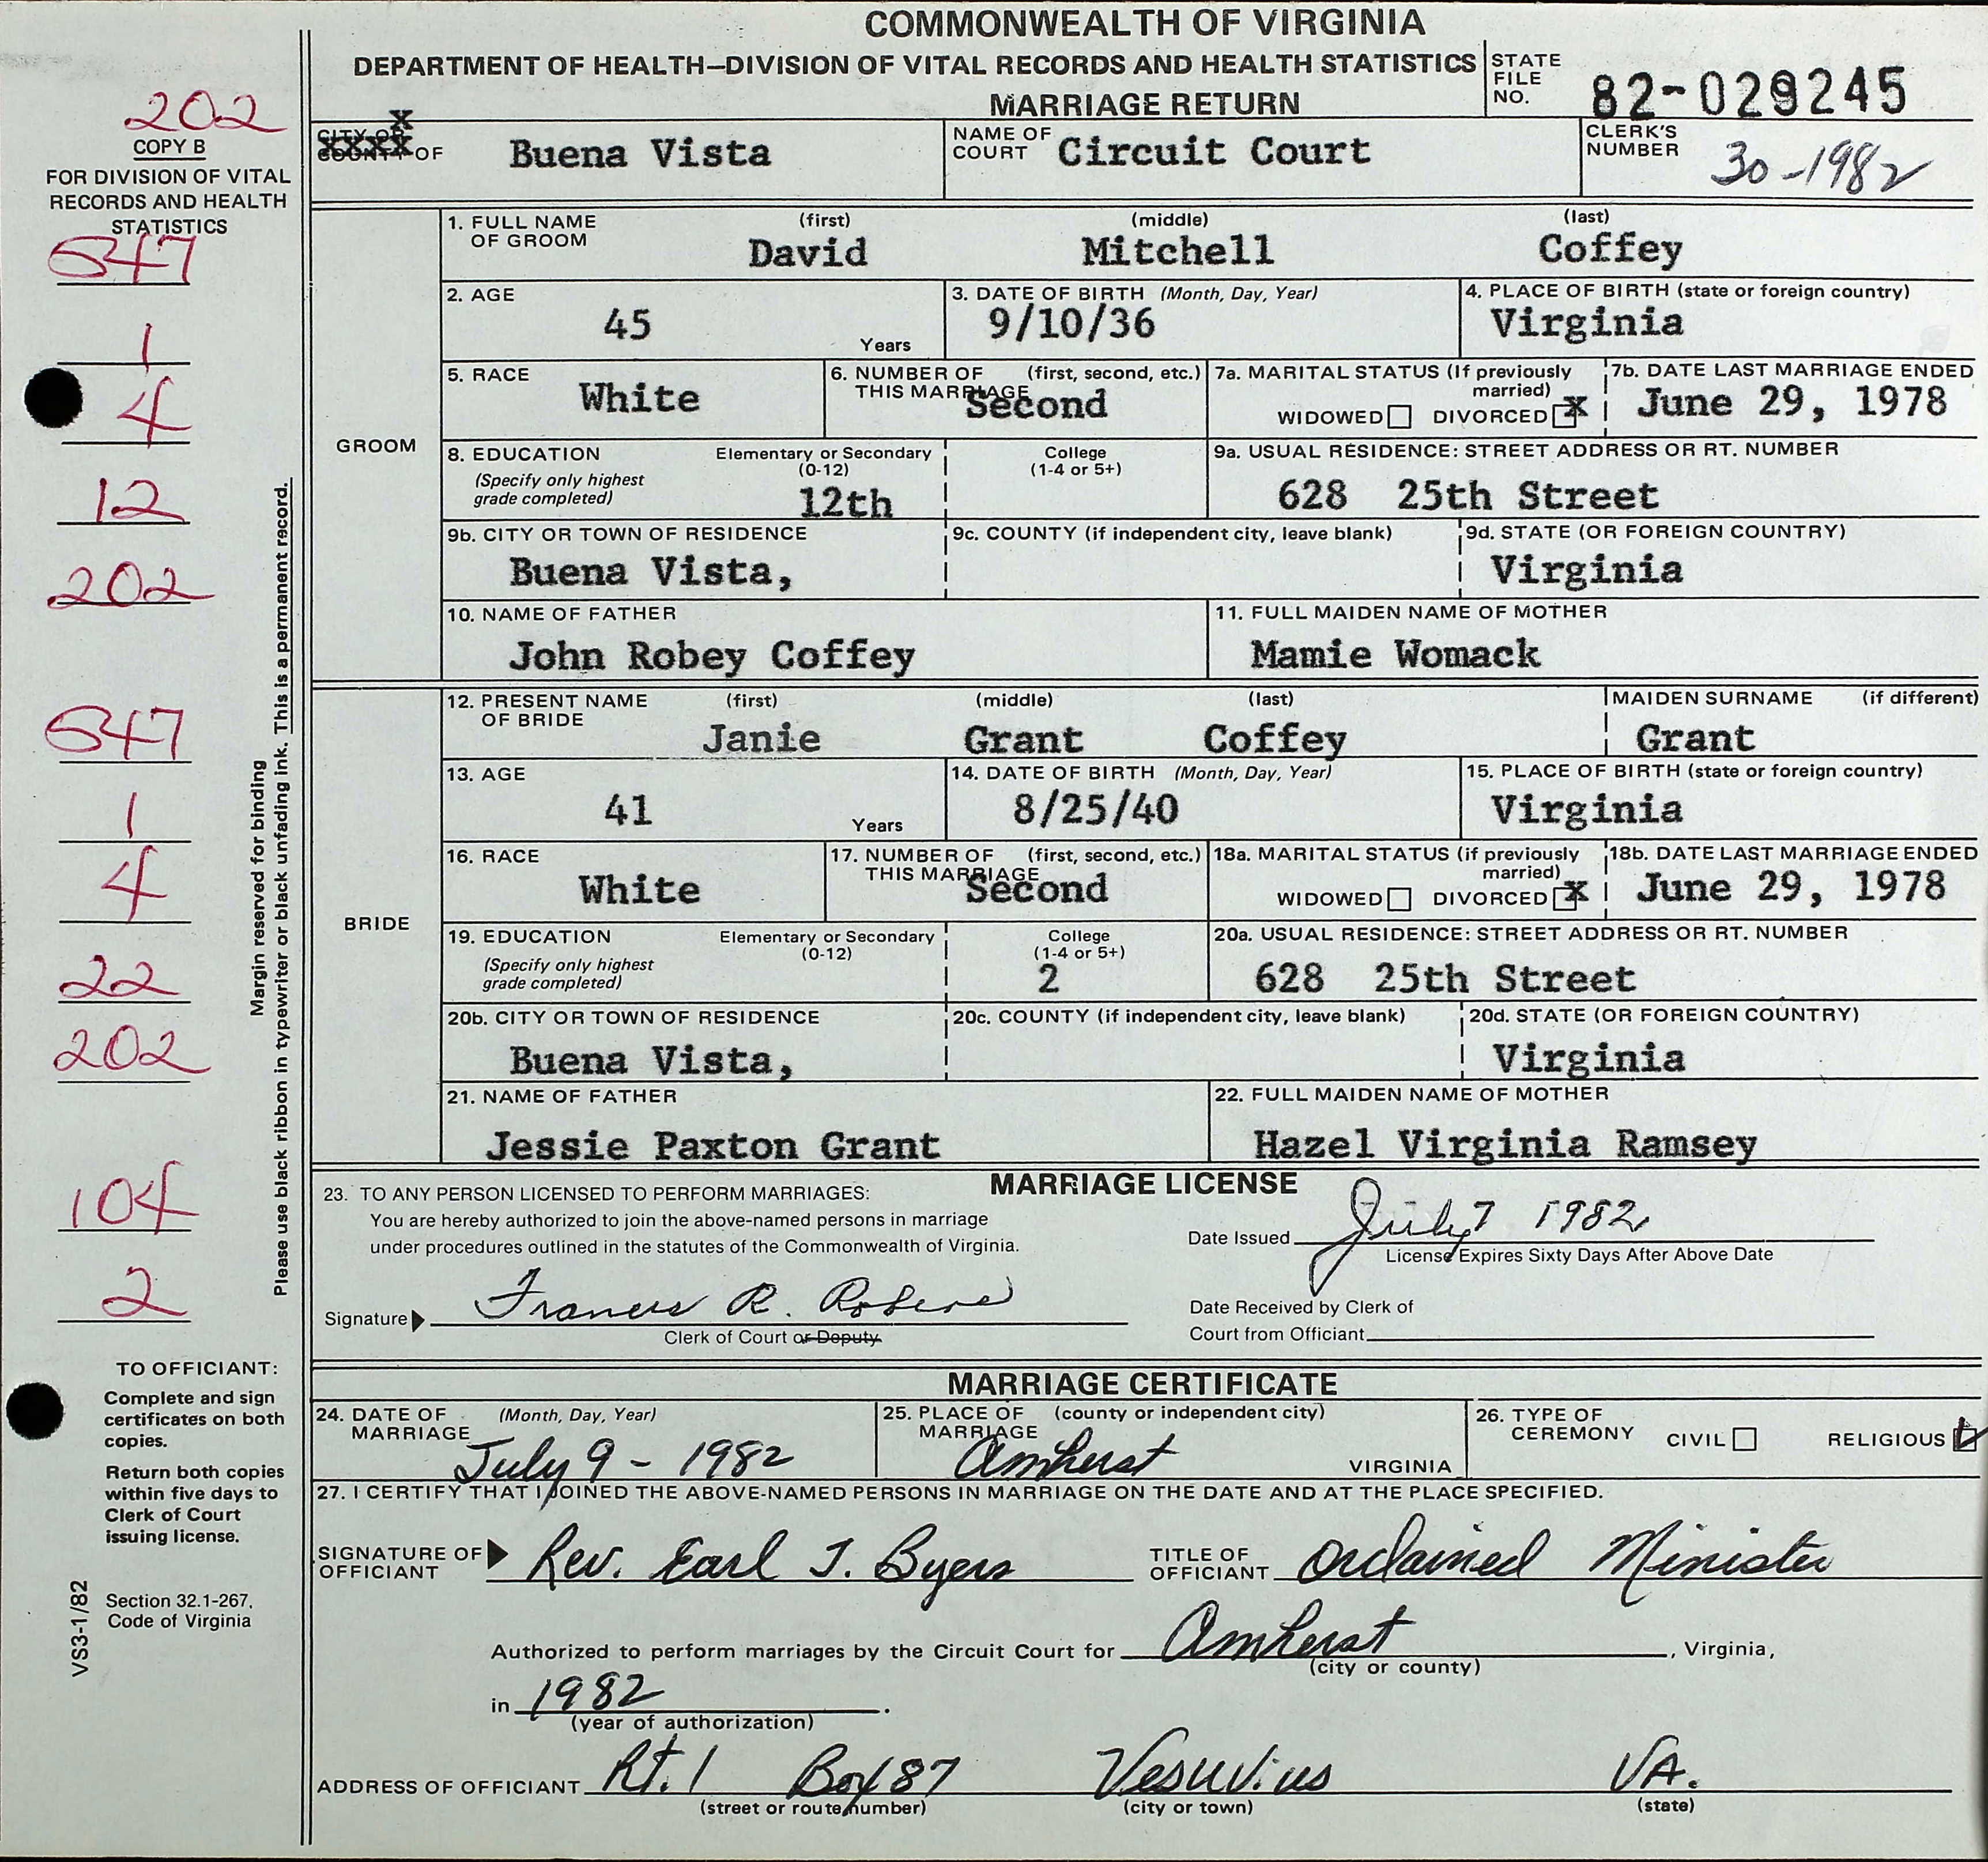 COMMONWEALTH OF VIRGINIA
DEPARTMENT OF HEALTH—DIVISION OF VITAL RECORDS AND HEALTH STATISTICS
MARRIAGE RETURN
STATE FILE NO. 82-029245
202
COPY B
FOR DIVISION OF VITAL
RECORDS AND HEALTH
STATISTICS
CITY OR COUNTY OF Buena Vista
NAME OF COURT Circuit Court
CLERK'S NUMBER 30-1982
547
1
4
12
202
547
1
4
22
202
104
2
Margin reserved for binding
Please use black ribbon in typewriter or black unfading ink. This is a permanent record.
GROOM
1. FULL NAME OF GROOM (first) David (middle) Mitchell (last) Coffey
2. AGE 45 Years
3. DATE OF BIRTH (Month, Day, Year) 9/10/36
4. PLACE OF BIRTH (state or foreign country) Virginia
5. RACE White
6. NUMBER OF THIS MARRIAGE (first, second, etc.) Second
7a. MARITAL STATUS (If previously married) WIDOWED DIVORCED X
7b. DATE LAST MARRIAGE ENDED June 29, 1978
8. EDUCATION (Specify only highest grade completed) Elementary or Secondary (0-12) 12th College (1-4 or 5+)
9a. USUAL RESIDENCE: STREET ADDRESS OR RT. NUMBER 628 25th Street
9b. CITY OR TOWN OF RESIDENCE Buena Vista,
9c. COUNTY (if independent city, leave blank)
9d. STATE (OR FOREIGN COUNTRY) Virginia
10. NAME OF FATHER John Robey Coffey
11. FULL MAIDEN NAME OF MOTHER Mamie Womack
BRIDE
12. PRESENT NAME OF BRIDE (first) Janie (middle) Grant (last) Coffey MAIDEN SURNAME (if different) Grant
13. AGE 41 Years
14. DATE OF BIRTH (Month, Day, Year) 8/25/40
15. PLACE OF BIRTH (state or foreign country) Virginia
16. RACE White
17. NUMBER OF THIS MARRIAGE (first, second, etc.) Second
18a. MARITAL STATUS (if previously married) WIDOWED DIVORCED X
18b. DATE LAST MARRIAGE ENDED June 29, 1978
19. EDUCATION (Specify only highest grade completed) Elementary or Secondary (0-12) College (1-4 or 5+) 2
20a. USUAL RESIDENCE: STREET ADDRESS OR RT. NUMBER 628 25th Street
20b. CITY OR TOWN OF RESIDENCE Buena Vista,
20c. COUNTY (if independent city, leave blank)
20d. STATE (OR FOREIGN COUNTRY) Virginia
21. NAME OF FATHER Jessie Paxton Grant
22. FULL MAIDEN NAME OF MOTHER Hazel Virginia Ramsey
MARRIAGE LICENSE
23. TO ANY PERSON LICENSED TO PERFORM MARRIAGES:
You are hereby authorized to join the above-named persons in marriage
under procedures outlined in the statutes of the Commonwealth of Virginia.
Date Issued July 7 1982
License Expires Sixty Days After Above Date
Signature Frances R. Robers
Clerk of Court or Deputy
Date Received by Clerk of
Court from Officiant
MARRIAGE CERTIFICATE
24. DATE OF MARRIAGE (Month, Day, Year) July 9 - 1982
25. PLACE OF MARRIAGE (county or independent city) Amherst VIRGINIA
26. TYPE OF CEREMONY CIVIL RELIGIOUS
27. I CERTIFY THAT I JOINED THE ABOVE-NAMED PERSONS IN MARRIAGE ON THE DATE AND AT THE PLACE SPECIFIED.
SIGNATURE OF OFFICIANT Rev. Earl J. Byers
TITLE OF OFFICIANT Ordained Minister
Authorized to perform marriages by the Circuit Court for Amherst, Virginia,
(city or county)
in 1982.
(year of authorization)
ADDRESS OF OFFICIANT Rt. 1 Box 87 Vesuvius VA.
(street or route number) (city or town) (state)
TO OFFICIANT:
Complete and sign
certificates on both
copies.
Return both copies
within five days to
Clerk of Court
issuing license.
Section 32.1-267,
Code of Virginia
VS3-1/82